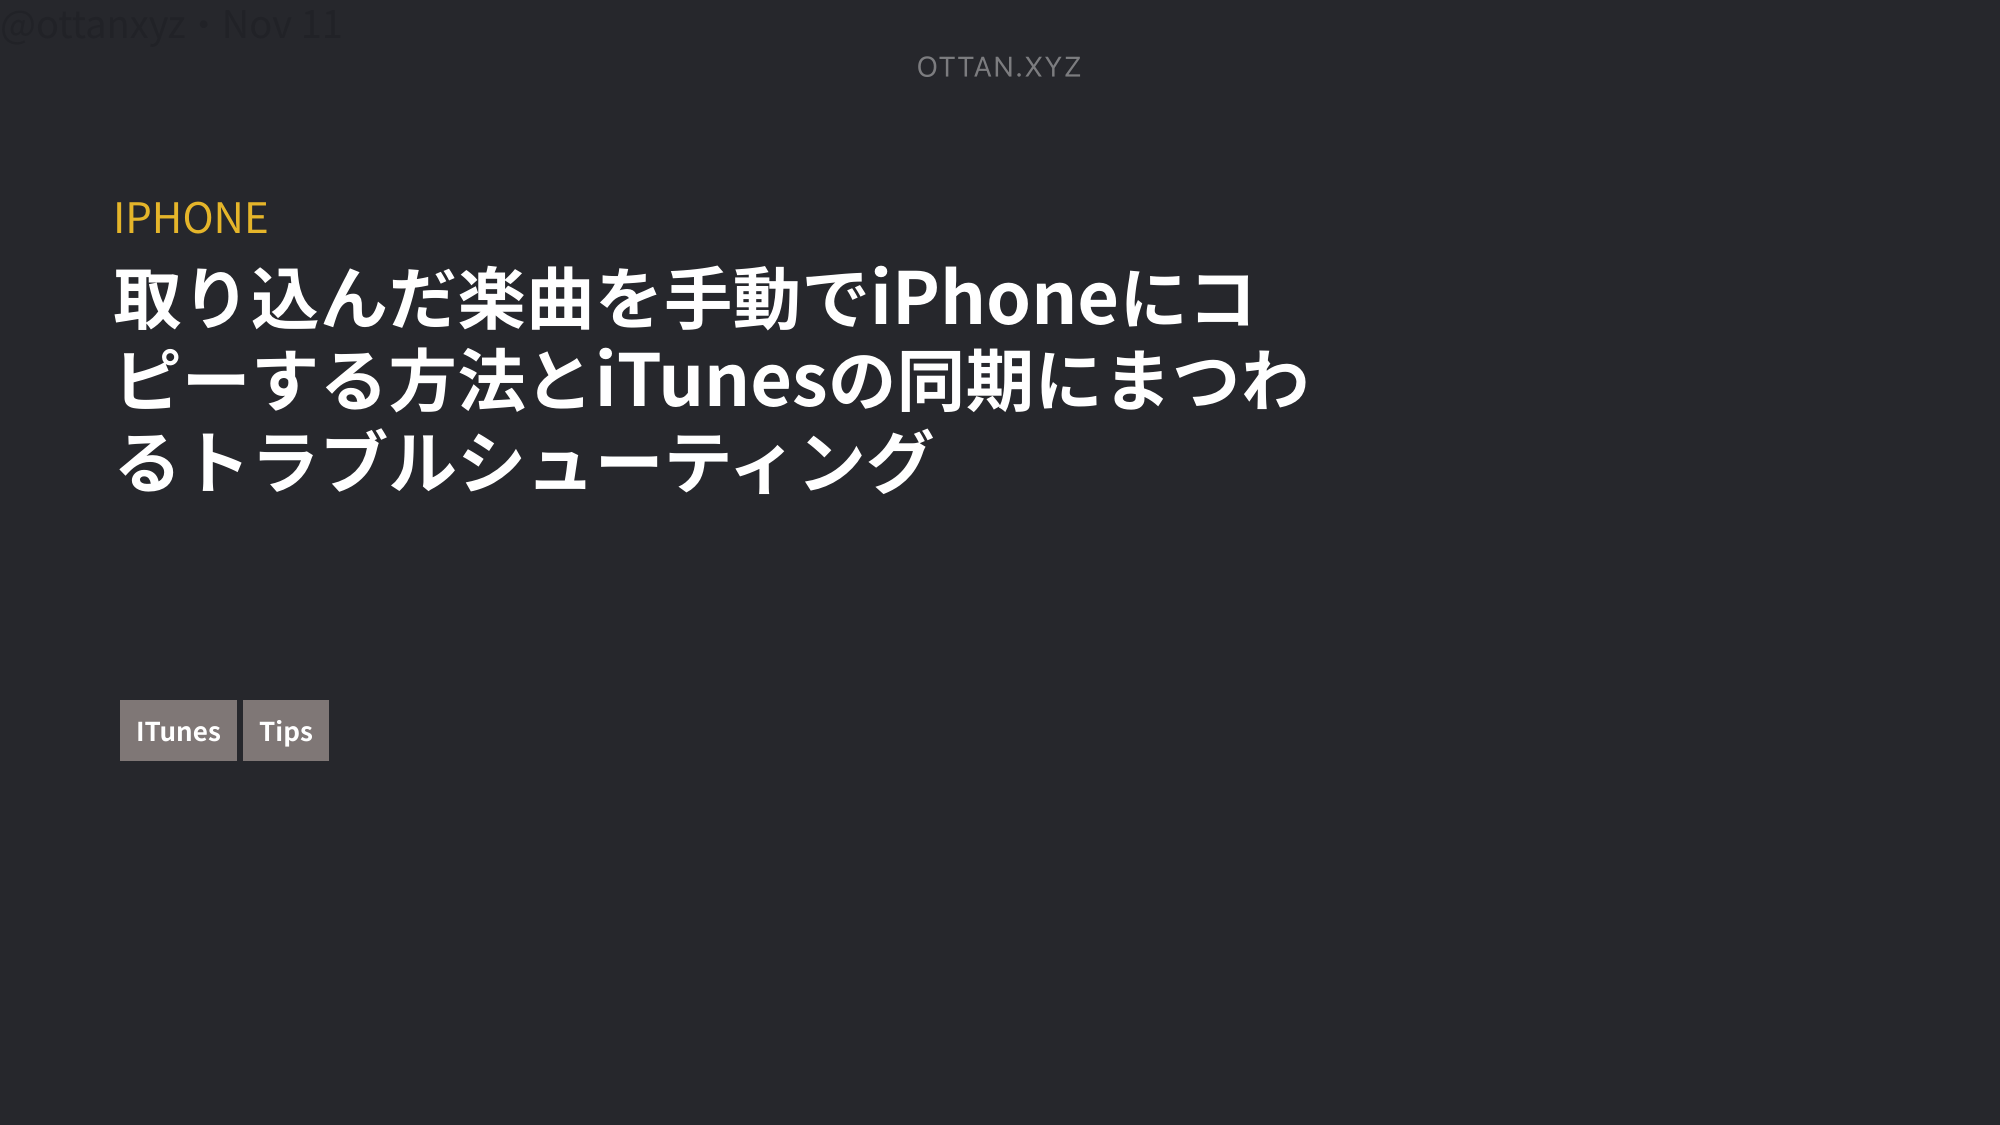 @ottanxyz・Nov 11
OTTAN.XYZ
IPHONE
取り込んだ楽曲を手動でiPhoneにコ
ピーする方法とiTunesの同期にまつわ
るトラブルシューティング
ITunes
Tips